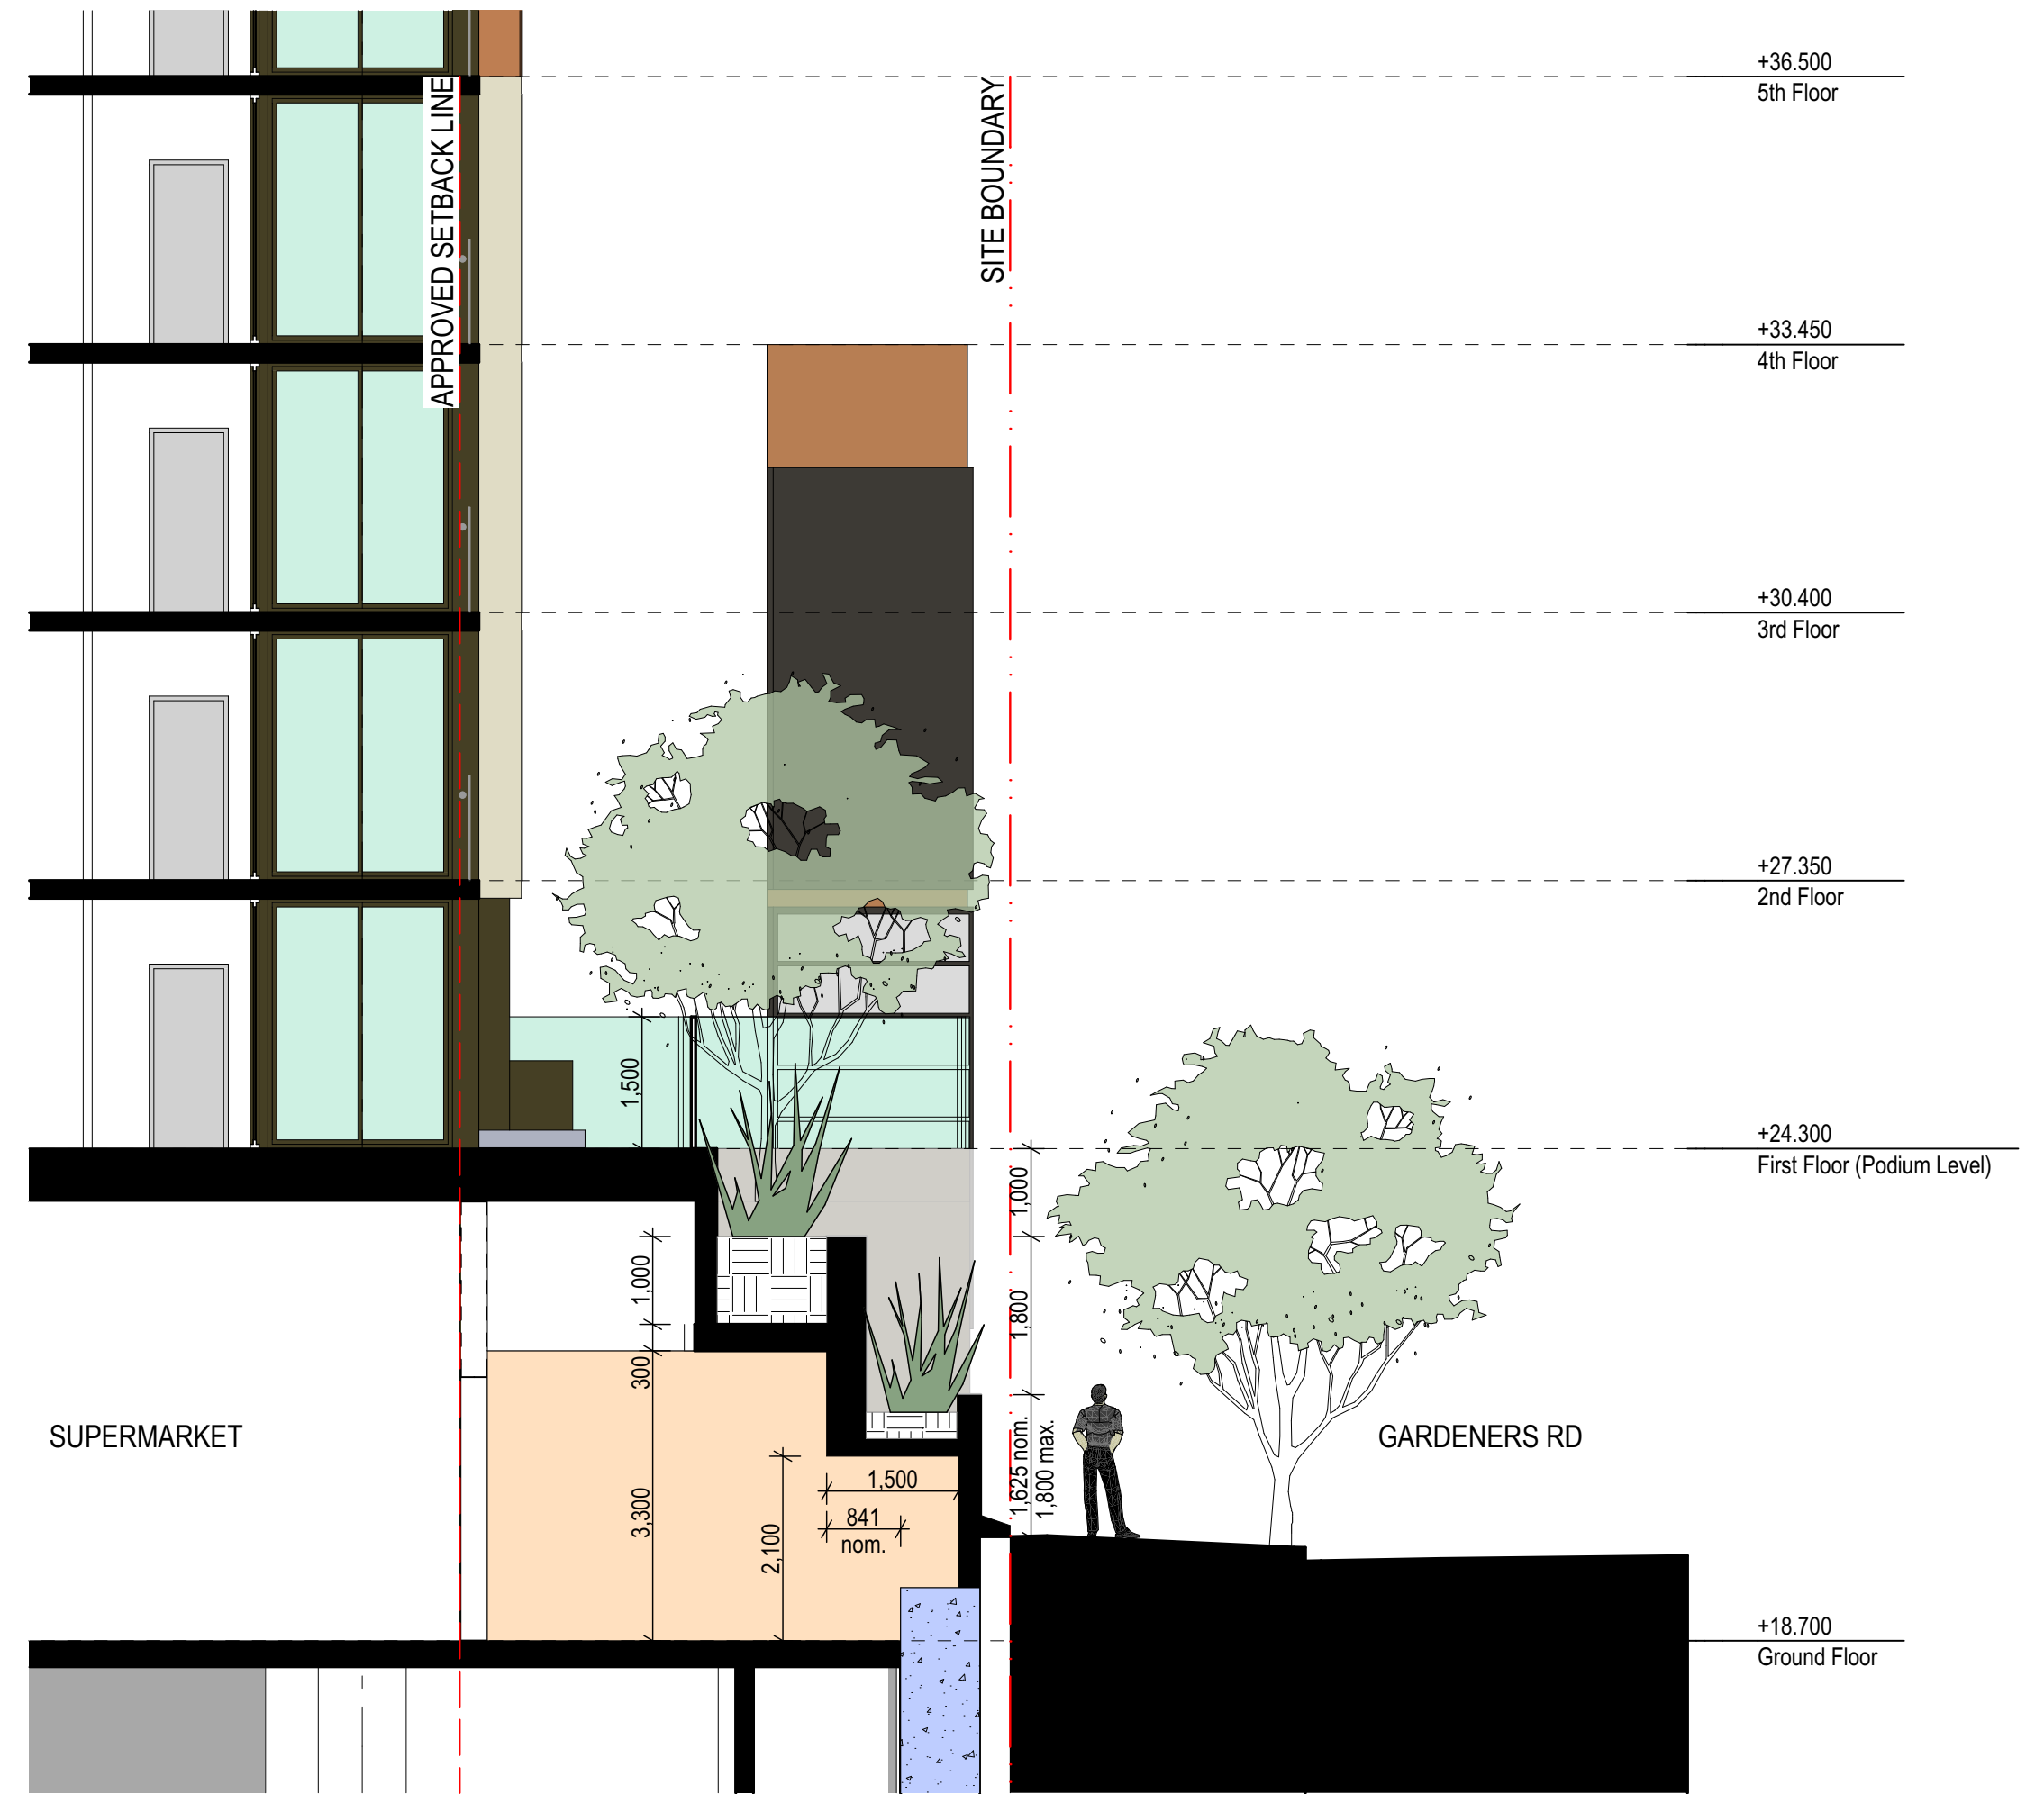 +36.500
5th Floor
APPROVED SETBACK LINE
SITE BOUNDARY
+33.450
4th Floor
+30.400
3rd Floor
+27.350
2nd Floor
1,500
+24.300
First Floor (Podium Level)
1,000
1,000
1,800
300
SUPERMARKET
GARDENERS RD
1,625 nom.
1,800 max.
1,500
3,300
841
nom.
2,100
+18.700
Ground Floor